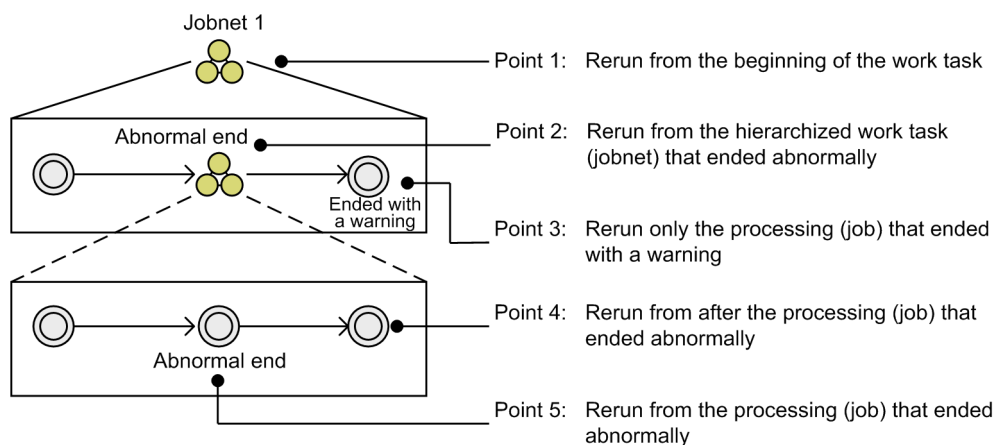 Jobnet 1
Point 1: Rerun from the beginning of the work task
Abnormal end
Point 2: Rerun from the hierarchized work task
(jobnet) that ended abnormally
Ended with
a warning
Point 3: Rerun only the processing (job) that ended
with a warning
Point 4: Rerun from after the processing (job) that
ended abnormally
Abnormal end
Point 5: Rerun from the processing (job) that ended
abnormally